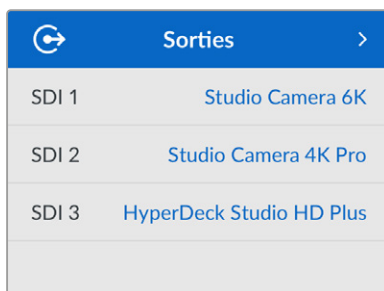 Sorties
SDI 1 Studio Camera 6K
SDI 2 Studio Camera 4K Pro
SDI 3 HyperDeck Studio HD Plus